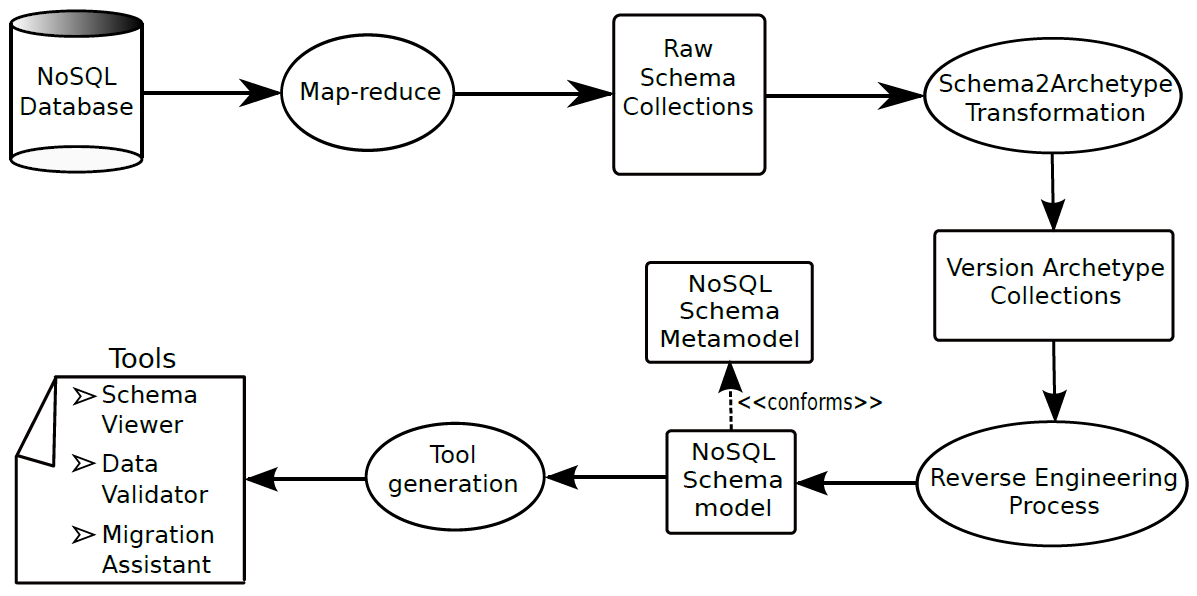 NoSQL
Database
Map-reduce
Raw
Schema
Collections
Schema2Archetype
Transformation
Version Archetype
Collections
NoSQL
Schema
Metamodel
<<conforms>>
Reverse Engineering
Process
NoSQL
Schema
model
Tool
generation
Tools
Schema
Viewer
Data
Validator
Migration
Assistant